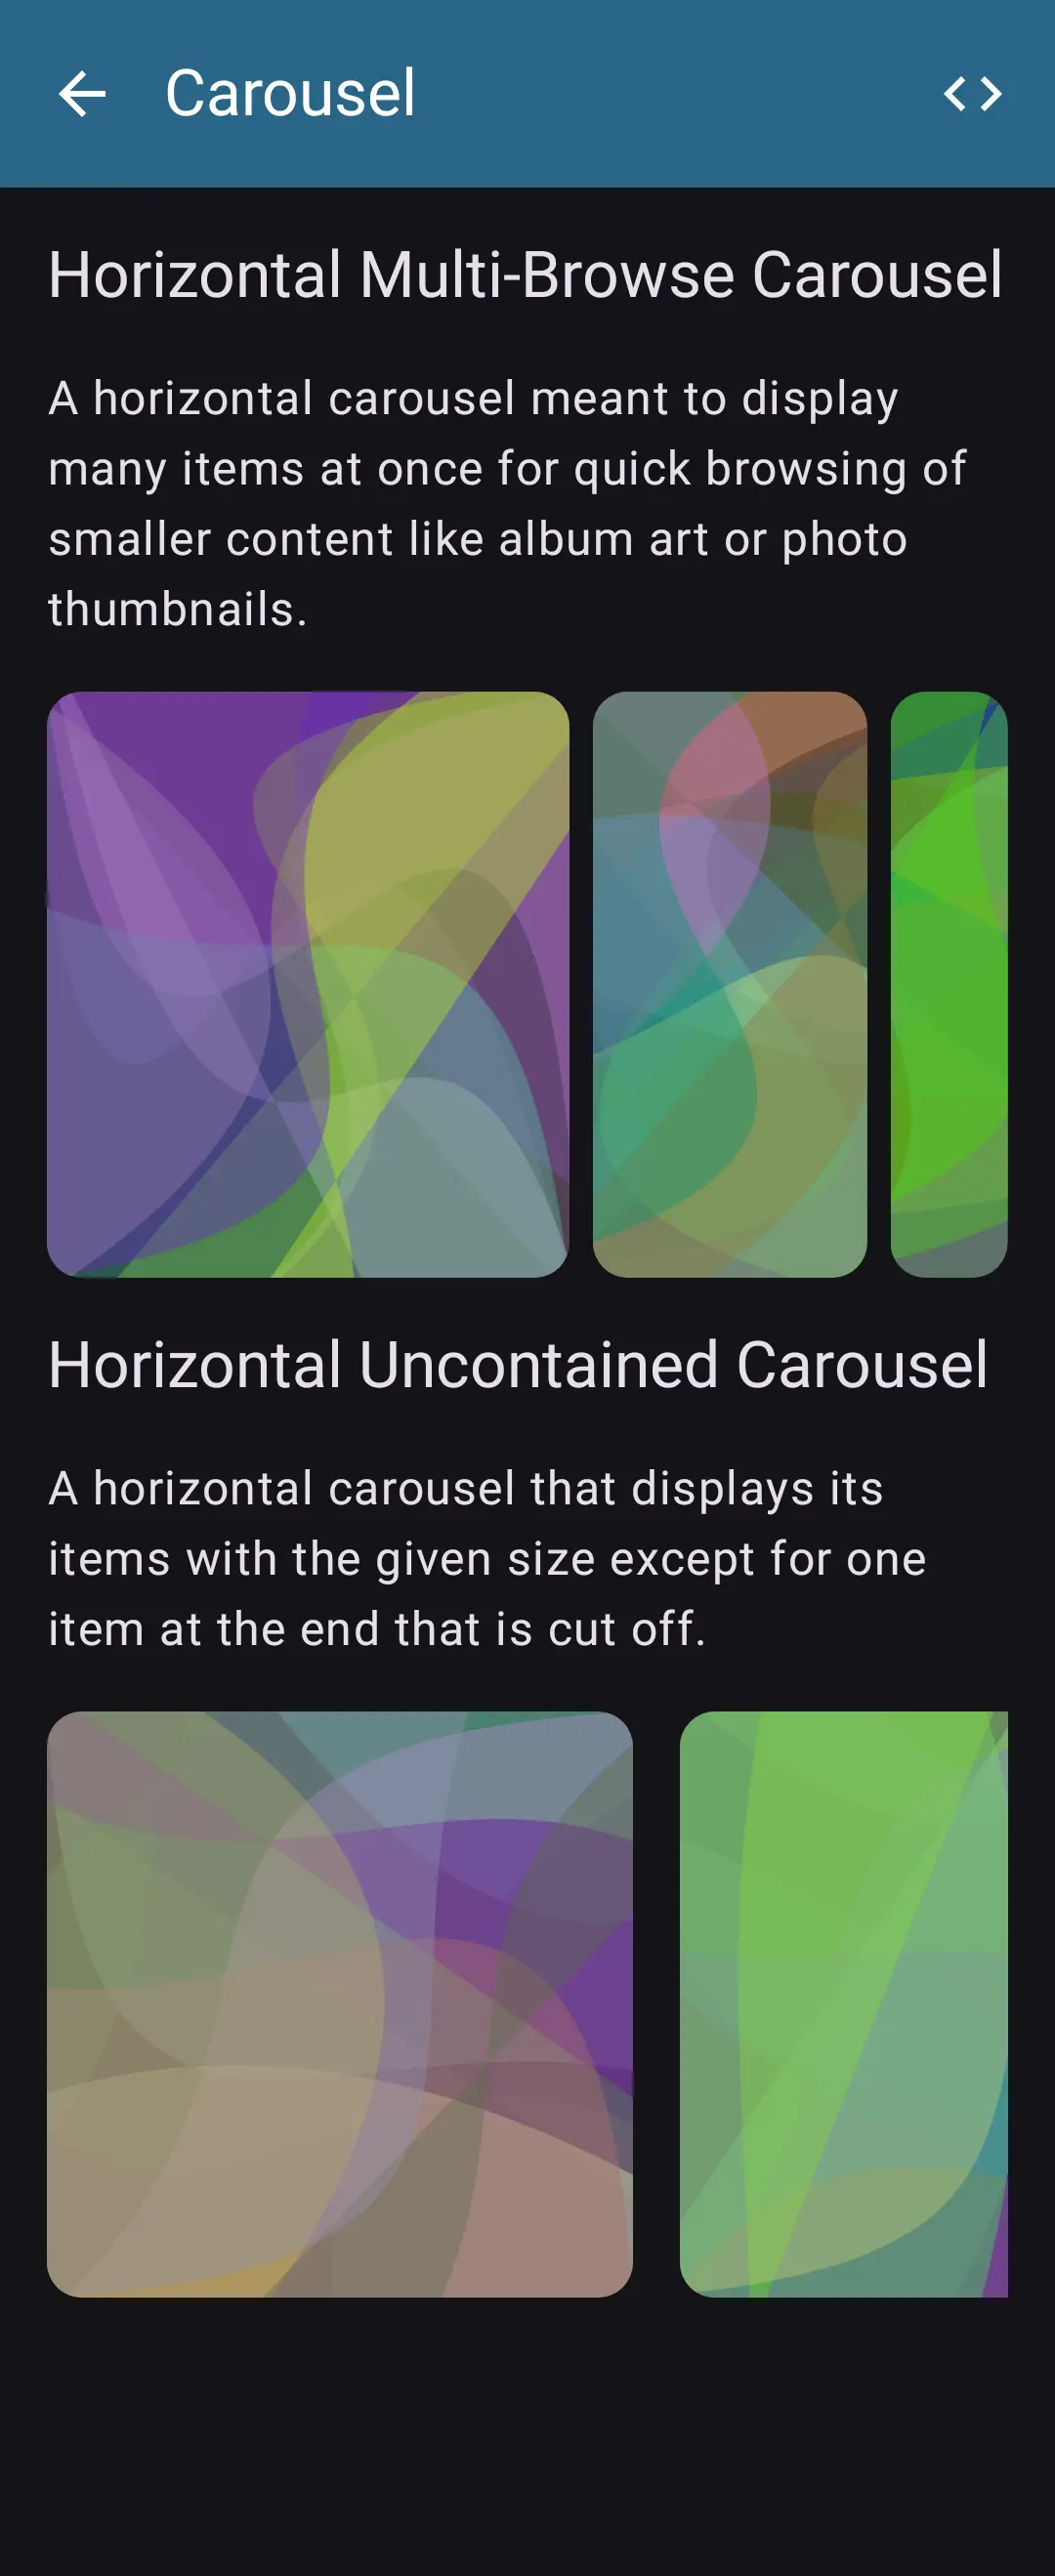 Carousel
Horizontal Multi-Browse Carousel
A horizontal carousel meant to display
many items at once for quick browsing of
smaller content like album art or photo
thumbnails.
Horizontal Uncontained Carousel
A horizontal carousel that displays its
items with the given size except for one
item at the end that is cut off.